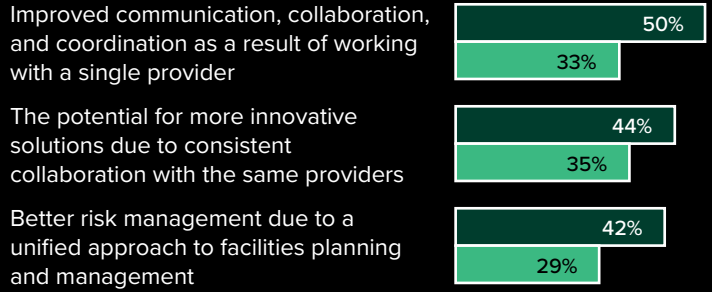 Improved communication, collaboration,
and coordination as a result of working
with a single provider
50%
33%
The potential for more innovative
solutions due to consistent
collaboration with the same providers
44%
35%
Better risk management due to a
unified approach to facilities planning
and management
42%
29%